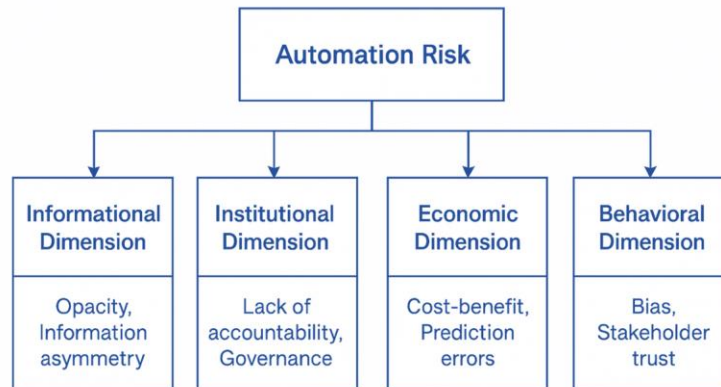 Automation Risk
Informational
Dimension
Opacity,
Information
asymmetry
Institutional
Dimension
Lack of
accountability,
Governance
Economic
Dimension
Cost-benefit,
Prediction
errors
Behavioral
Dimension
Bias,
Stakeholder
trust